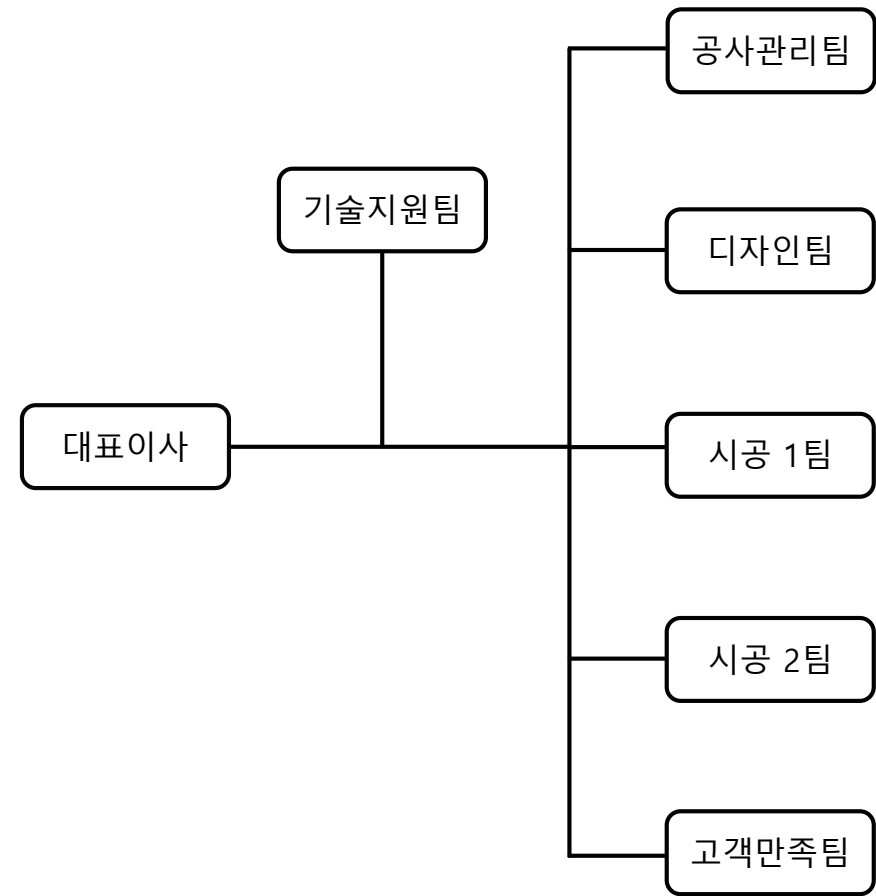 공사관리팀
기술지원팀
디자인팀
대표이사
시공 1팀
시공 2팀
고객만족팀